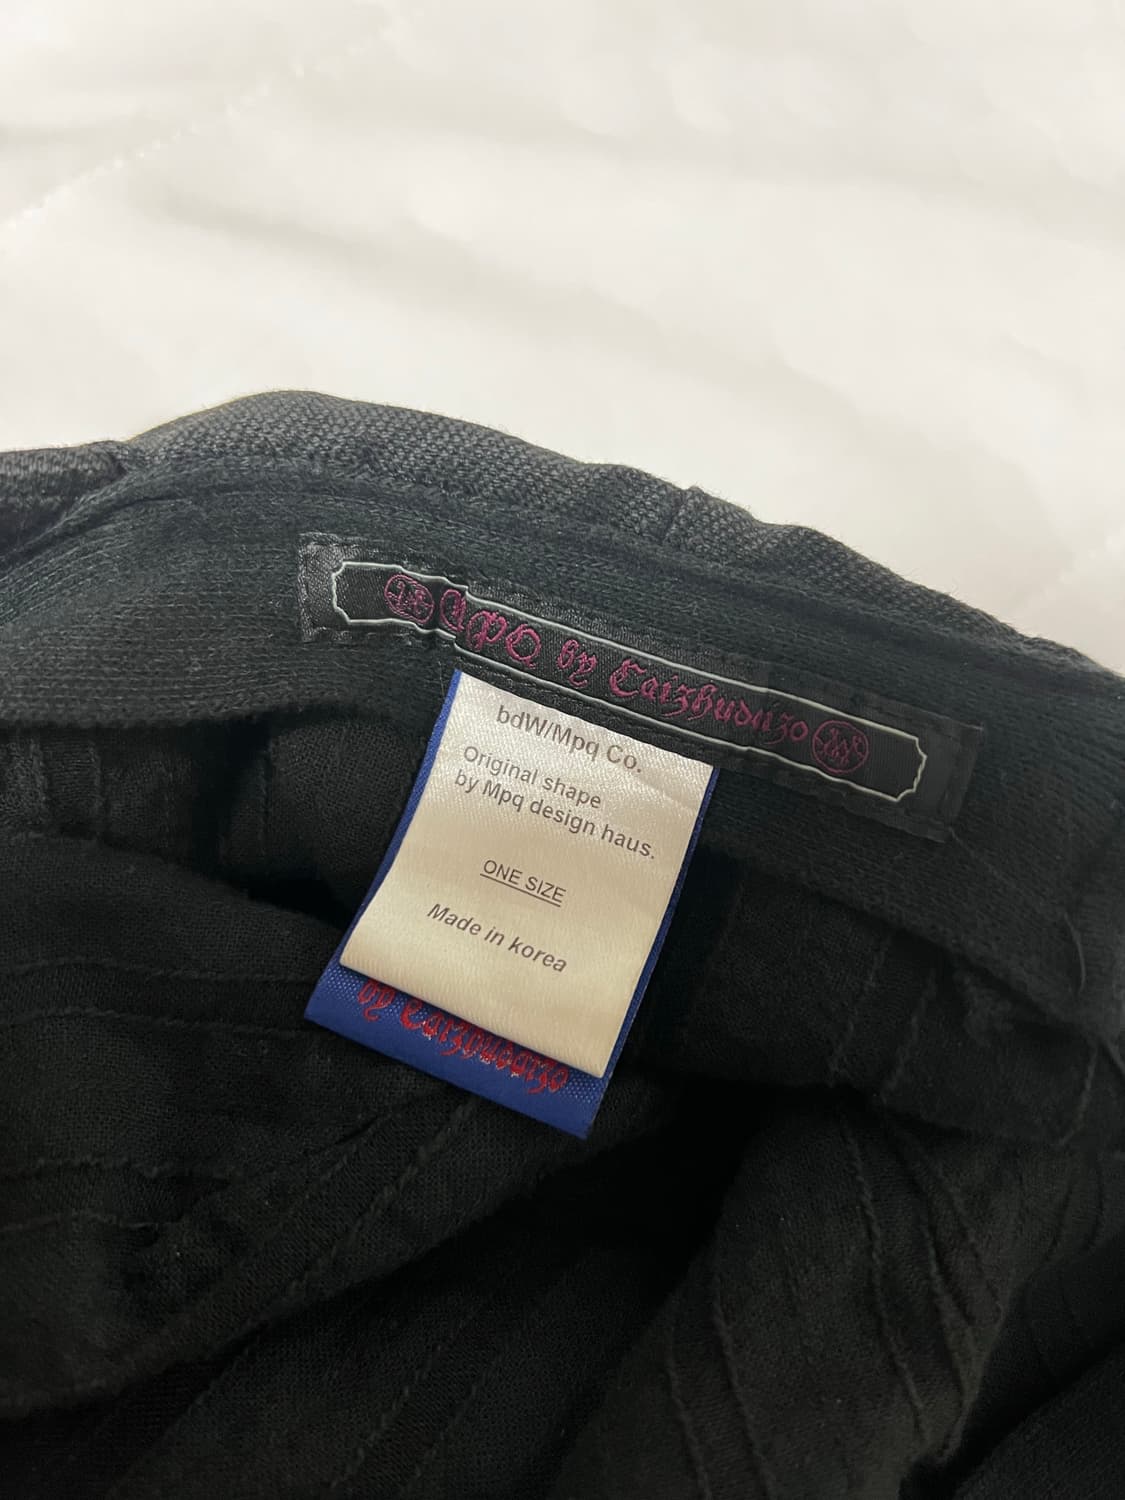 MPQ by Caizhudazo
bdW/Mpq Co.
Original shape
by Mpq design haus.
ONE SIZE
Made in korea
by Caizhudazo